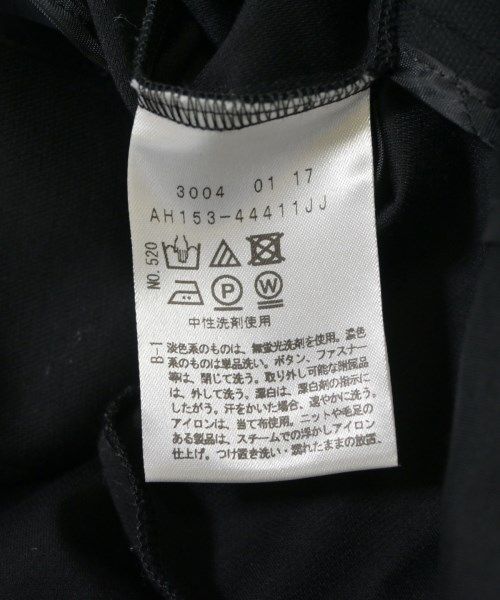 3004 01 17
AH153-44411JJ
NO.520
P W
中性洗剤使用
B-1
淡色系のものは、無蛍光洗剤を使用。濃色
系のものは単品洗い。ボタン、ファスナー
等は、閉じて洗う。取り外し可能な附属品
は、外して洗う。漂白は、漂白剤の指示に
したがう。汗をかいた場合、速やかに洗う。
アイロンは、当て布使用。ニットや毛足の
ある製品は、スチームでの浮かしアイロン
仕上げ。つけ置き洗い・濡れたままの放置、